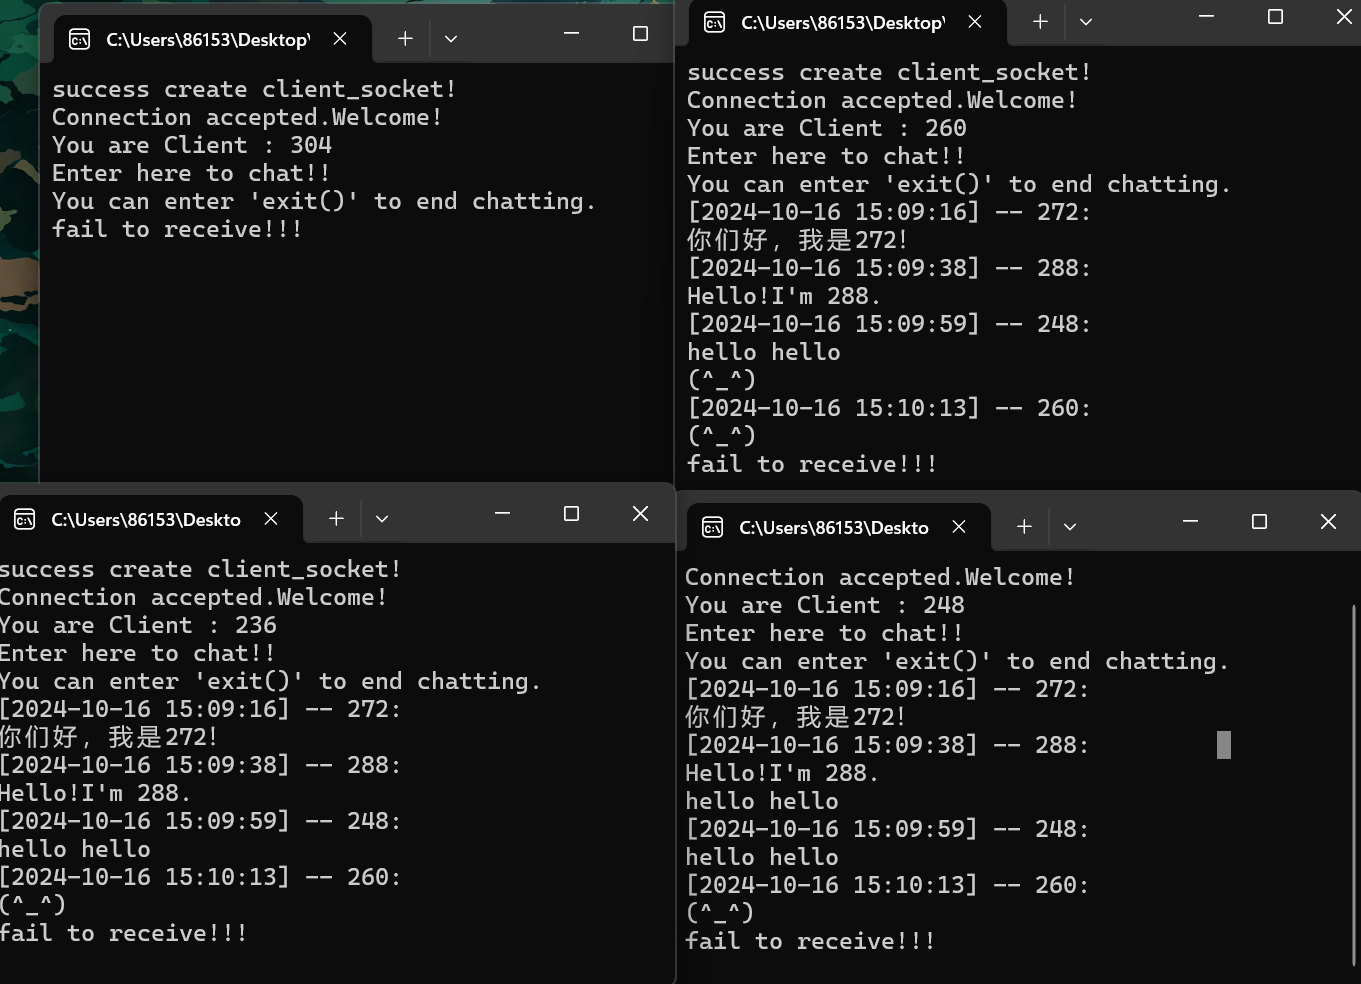 C:\Users\86153\Desktop\
success create client_socket!
Connection accepted.Welcome!
You are Client : 304
Enter here to chat!!
You can enter 'exit()' to end chatting.
fail to receive!!!
C:\Users\86153\Desktop\
success create client_socket!
Connection accepted.Welcome!
You are Client : 260
Enter here to chat!!
You can enter 'exit()' to end chatting.
[2024-10-16 15:09:16] -- 272:
你们好，我是272!
[2024-10-16 15:09:38] -- 288:
Hello!I'm 288.
[2024-10-16 15:09:59] -- 248:
hello hello
(^_^)
[2024-10-16 15:10:13] -- 260:
(^_^)
fail to receive!!!
C:\Users\86153\Deskto
success create client_socket!
Connection accepted.Welcome!
You are Client : 236
Enter here to chat!!
You can enter 'exit()' to end chatting.
[2024-10-16 15:09:16] -- 272:
你们好，我是272!
[2024-10-16 15:09:38] -- 288:
Hello!I'm 288.
[2024-10-16 15:09:59] -- 248:
hello hello
[2024-10-16 15:10:13] -- 260:
(^_^)
fail to receive!!!
C:\Users\86153\Deskto
Connection accepted.Welcome!
You are Client : 248
Enter here to chat!!
You can enter 'exit()' to end chatting.
[2024-10-16 15:09:16] -- 272:
你们好，我是272!
[2024-10-16 15:09:38] -- 288:
Hello!I'm 288.
hello hello
[2024-10-16 15:09:59] -- 248:
hello hello
[2024-10-16 15:10:13] -- 260:
(^_^)
fail to receive!!!